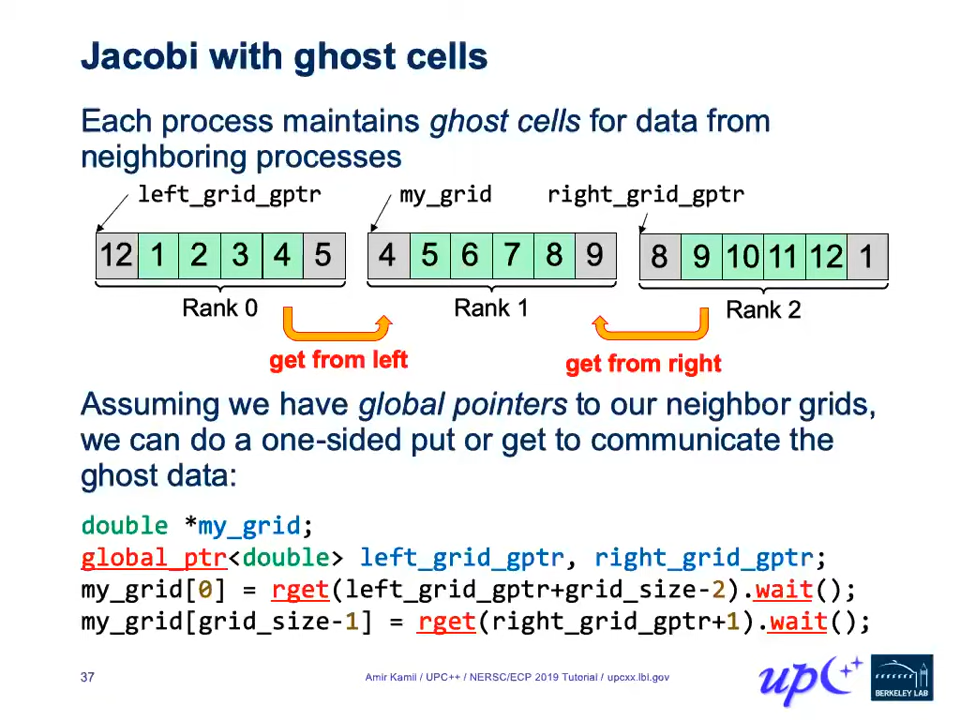 Jacobi with ghost cells
Each process maintains ghost cells for data from
neighboring processes
left_grid_gptr my_grid right_grid_gptr
12 1 2 3 4 5 4 5 6 7 8 9 8 9 10 11 12 1
Rank 0 Rank 1 Rank 2
get from left get from right
Assuming we have global pointers to our neighbor grids,
we can do a one-sided put or get to communicate the
ghost data:
double *my_grid;
global_ptr<double> left_grid_gptr, right_grid_gptr;
my_grid[0] = rget(left_grid_gptr+grid_size-2).wait();
my_grid[grid_size-1] = rget(right_grid_gptr+1).wait();
37 Amir Kamil / UPC++ / NERSC/ECP 2019 Tutorial / upcxx.lbl.gov
upC++ BERKELEY LAB